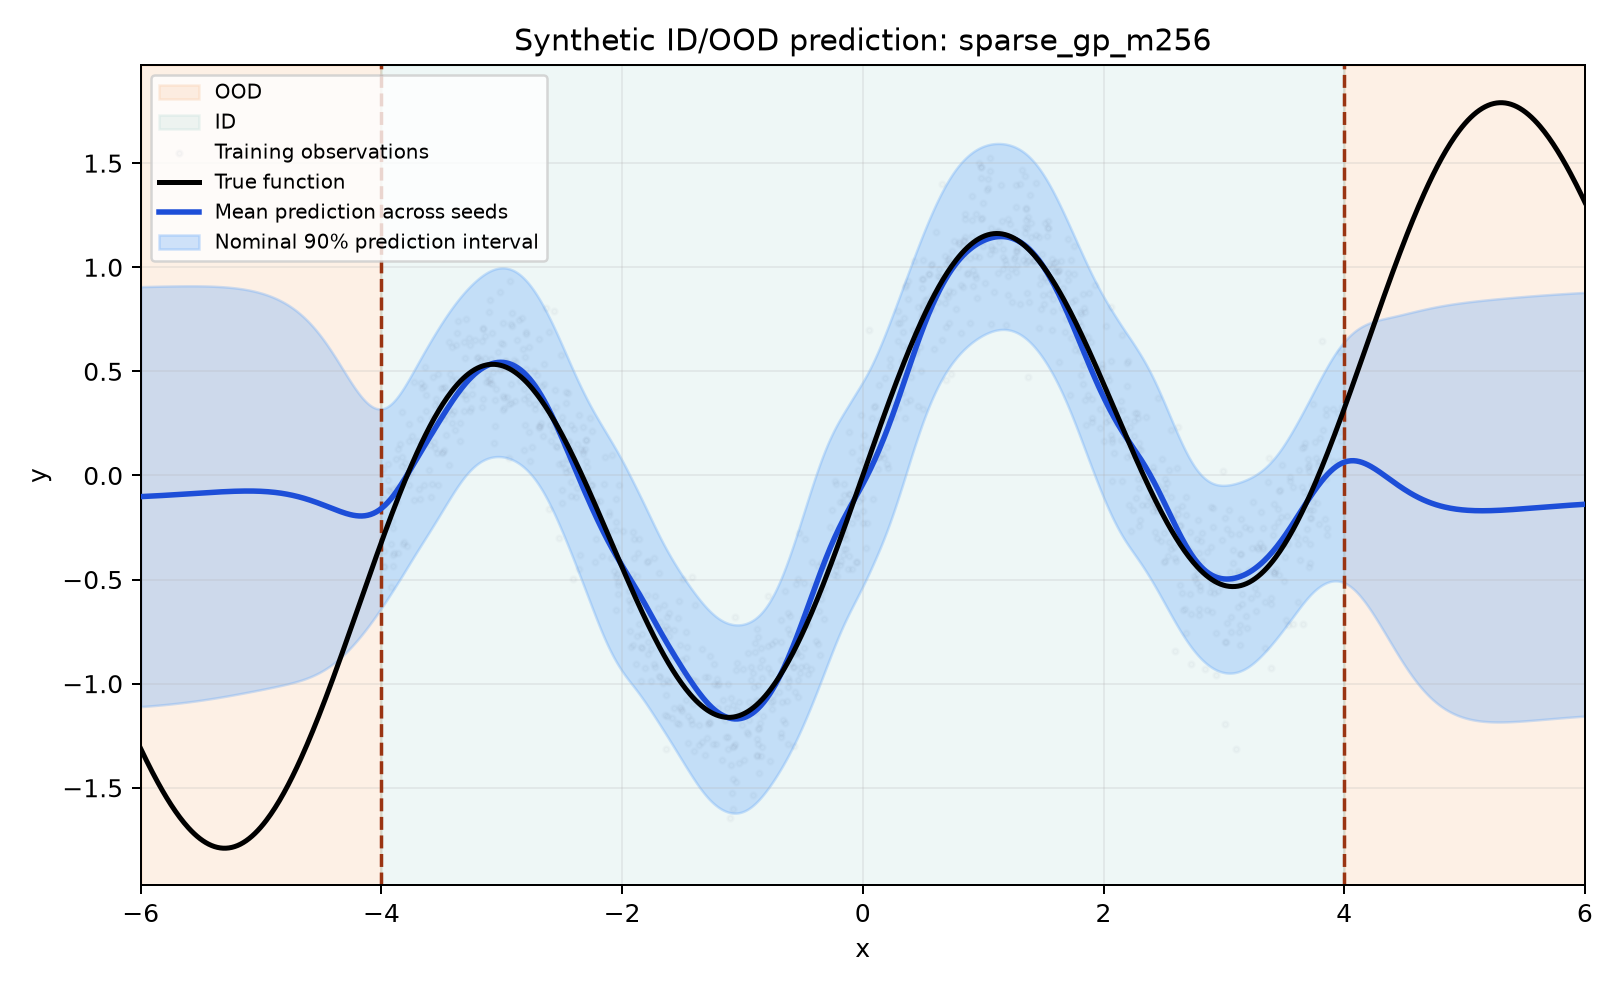 Synthetic ID/OOD prediction: sparse_gp_m256
OOD
ID
Training observations
True function
Mean prediction across seeds
Nominal 90% prediction interval
1.5
1.0
0.5
0.0
−0.5
−1.0
−1.5
y
−6
−4
−2
0
2
4
6
x